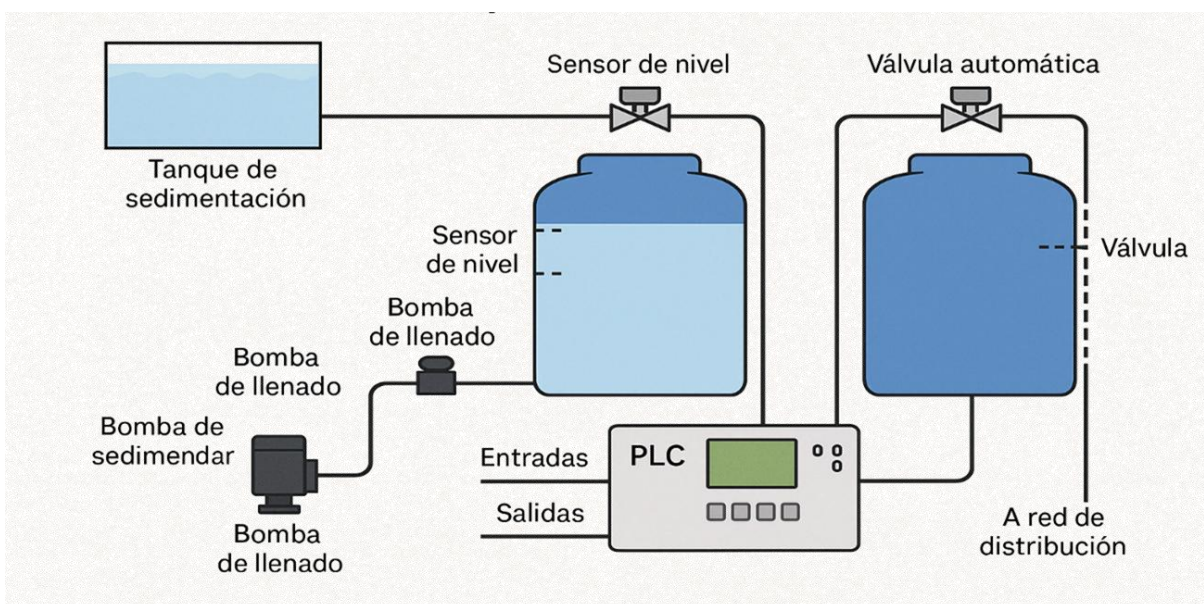 Sensor de nivel
Válvula automática
Tanque de
sedimentación
Sensor
de nivel
Válvula
Bomba
de llenado
Bomba
de llenado
Bomba de
sedimendar
Bomba
de llenado
Entradas
Salidas
PLC
A red de
distribución